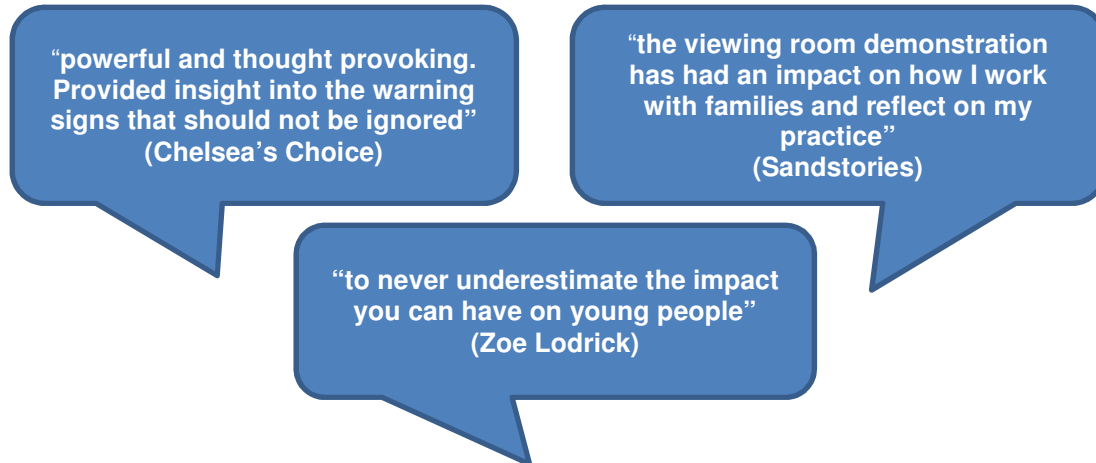 “powerful and thought provoking.
Provided insight into the warning
signs that should not be ignored”
(Chelsea’s Choice)
“the viewing room demonstration
has had an impact on how I work
with families and reflect on my
practice”
(Sandstories)
“to never underestimate the impact
you can have on young people”
(Zoe Lodrick)